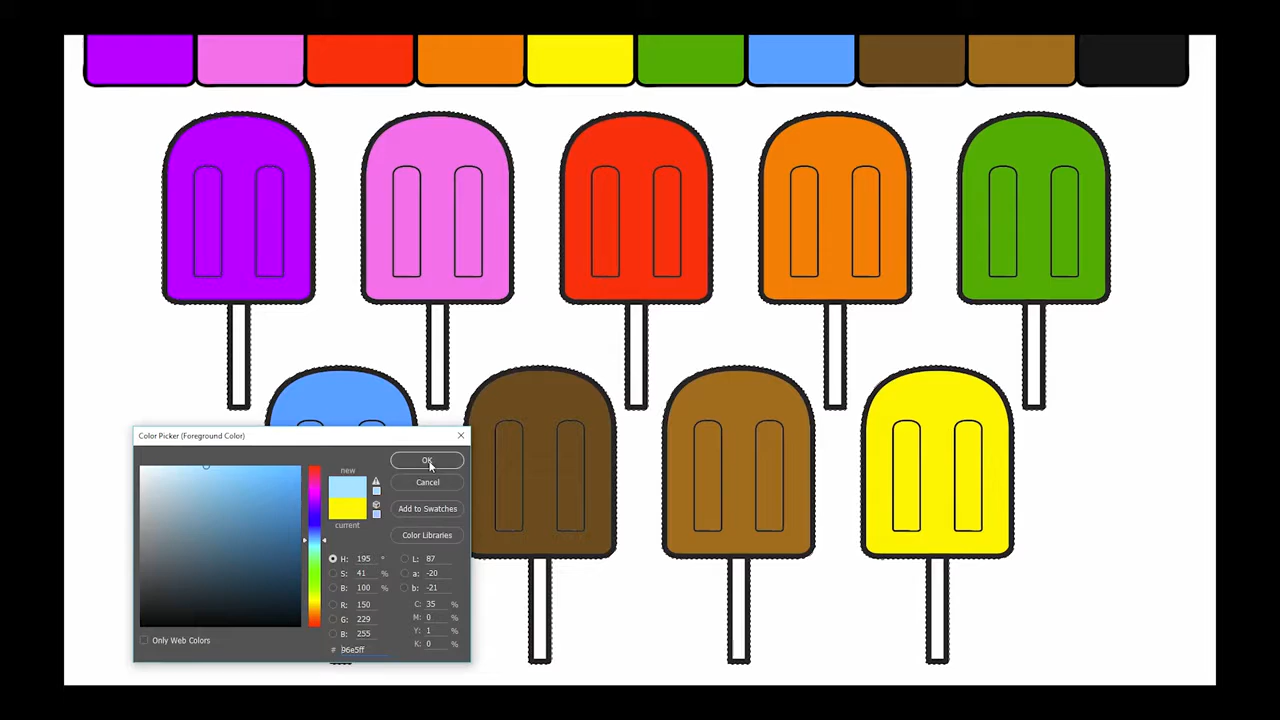 Color Picker (Foreground Color)
new
OK
Cancel
Add to Swatches
current
Color Libraries
H: 195 ° L: 87
S: 41 % a: -20
B: 100 % b: -21
R: 150 C: 35 %
G: 229 M: 0 %
B: 255 Y: 1 %
K: 0 %
Only Web Colors
# 96e5ff